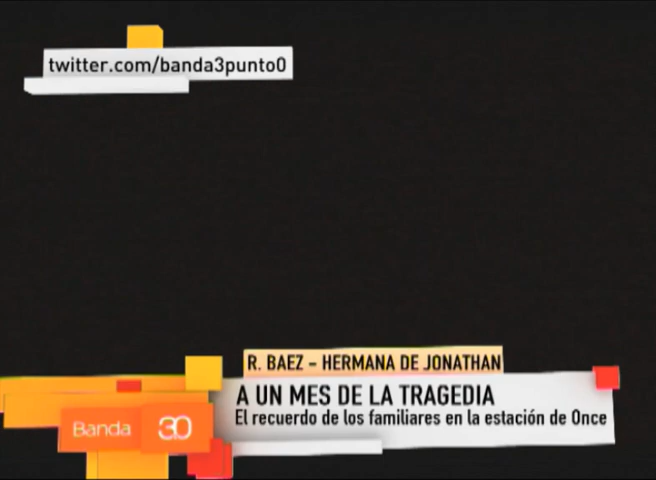 twitter.com/banda3punto0
R. BAEZ - HERMANA DE JONATHAN
A UN MES DE LA TRAGEDIA
El recuerdo de los familiares en la estación de Once
Banda 3.0